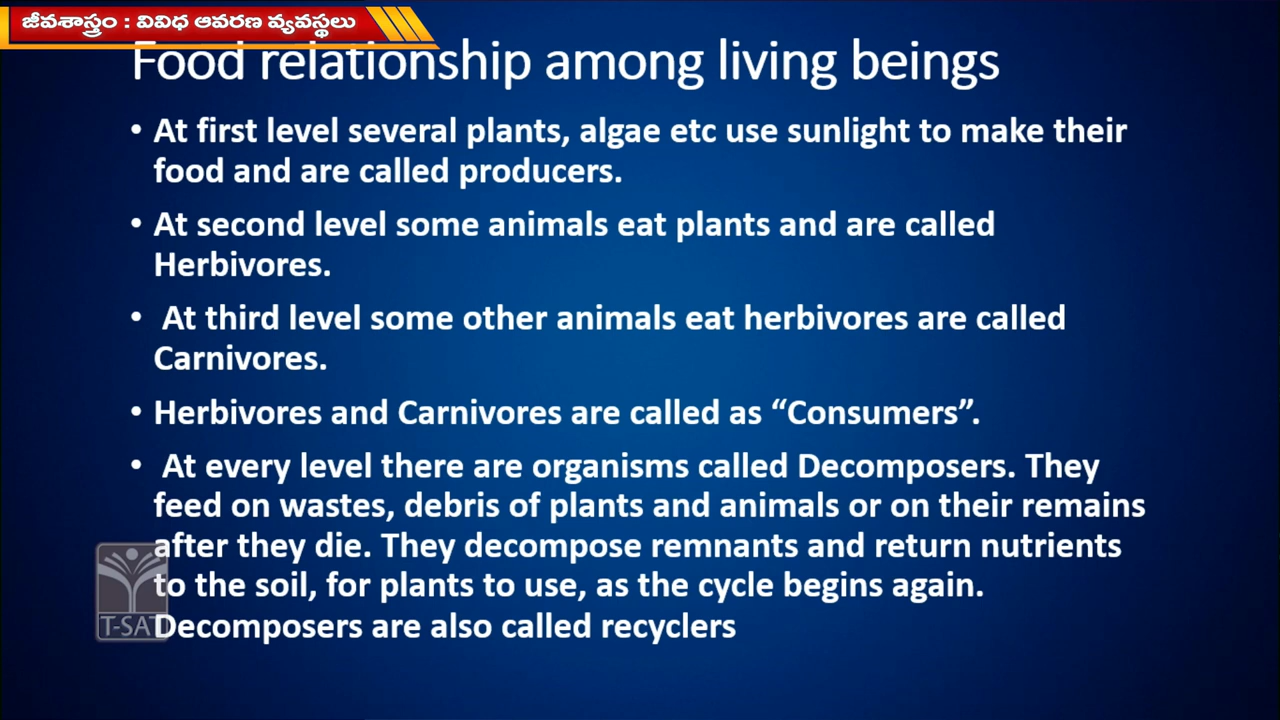 జీవశాస్త్రం : వివిధ ఆవరణ వ్యవస్థలు
Food relationship among living beings
• At first level several plants, algae etc use sunlight to make their
food and are called producers.
• At second level some animals eat plants and are called
Herbivores.
• At third level some other animals eat herbivores are called
Carnivores.
• Herbivores and Carnivores are called as “Consumers”.
• At every level there are organisms called Decomposers. They
feed on wastes, debris of plants and animals or on their remains
after they die. They decompose remnants and return nutrients
to the soil, for plants to use, as the cycle begins again.
Decomposers are also called recyclers
T-SAT